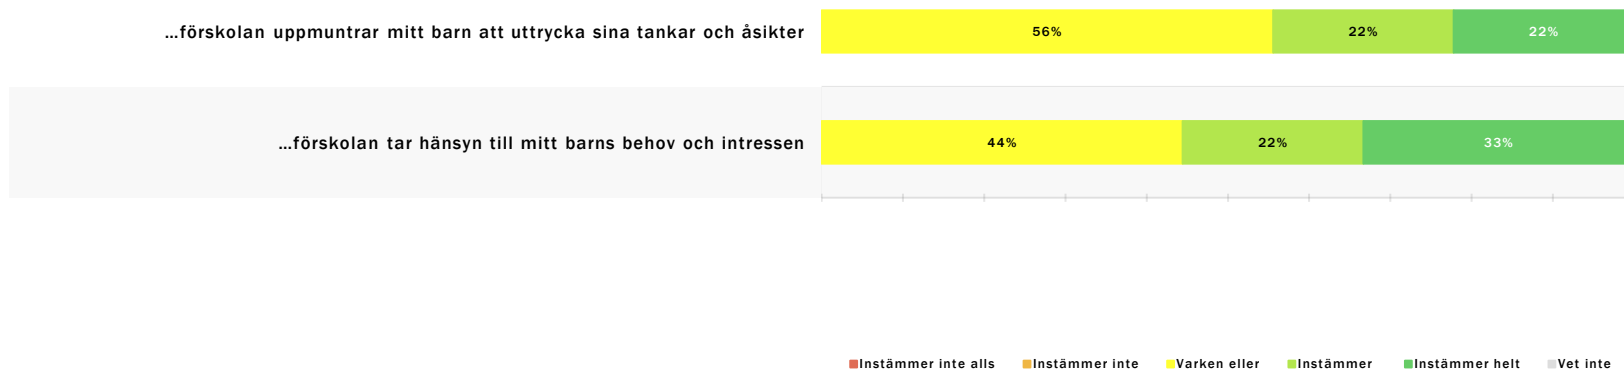 …förskolan uppmuntrar mitt barn att uttrycka sina tankar och åsikter 56% 22% 22%
…förskolan tar hänsyn till mitt barns behov och intressen 44% 22% 33%
Instämmer inte alls Instämmer inte Varken eller Instämmer Instämmer helt Vet inte